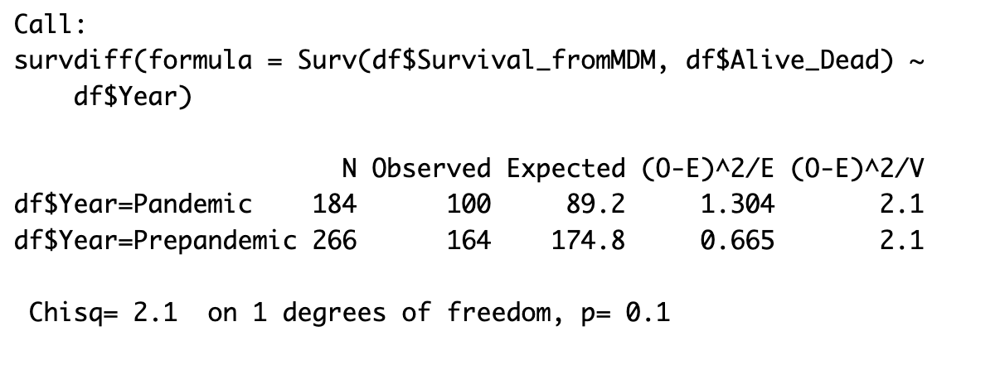 Call:
survdiff(formula = Surv(df$Survival_fromMDM, df$Alive_Dead) ~
    df$Year)

                      N Observed Expected (O-E)^2/E (O-E)^2/V
df$Year=Pandemic    184      100     89.2     1.304       2.1
df$Year=Prepandemic 266      164    174.8     0.665       2.1

 Chisq= 2.1  on 1 degrees of freedom, p= 0.1